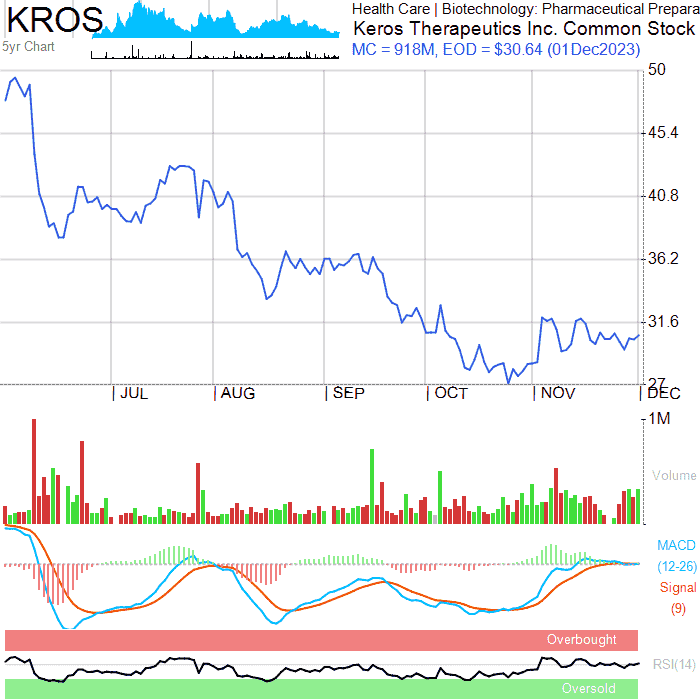 KROS
5yr Chart
Health Care | Biotechnology: Pharmaceutical Prepara
Keros Therapeutics Inc. Common Stock
MC = 918M, EOD = $30.64 (01Dec2023)
50
45.4
40.8
36.2
31.6
27
JUL AUG SEP OCT NOV DEC
1M
Volume
MACD
(12-26)
Signal
(9)
Overbought
RSI(14)
Oversold